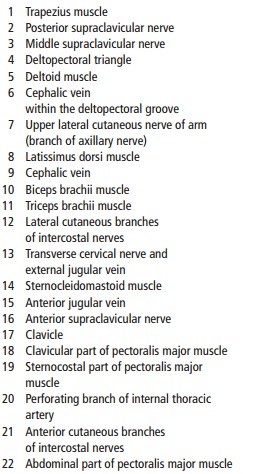 1 Trapezius muscle
2 Posterior supraclavicular nerve
3 Middle supraclavicular nerve
4 Deltopectoral triangle
5 Deltoid muscle
6 Cephalic vein
within the deltopectoral groove
7 Upper lateral cutaneous nerve of arm
(branch of axillary nerve)
8 Latissimus dorsi muscle
9 Cephalic vein
10 Biceps brachii muscle
11 Triceps brachii muscle
12 Lateral cutaneous branches
of intercostal nerves
13 Transverse cervical nerve and
external jugular vein
14 Sternocleidomastoid muscle
15 Anterior jugular vein
16 Anterior supraclavicular nerve
17 Clavicle
18 Clavicular part of pectoralis major muscle
19 Sternocostal part of pectoralis major
muscle
20 Perforating branch of internal thoracic
artery
21 Anterior cutaneous branches
of intercostal nerves
22 Abdominal part of pectoralis major muscle